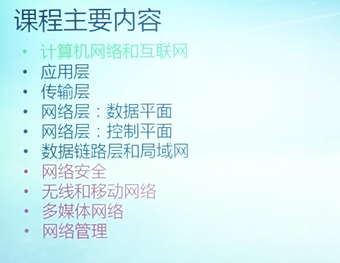 课程主要内容
• 计算机网络和互联网
• 应用层
• 传输层
• 网络层：数据平面
• 网络层：控制平面
• 数据链路层和局域网
• 网络安全
• 无线和移动网络
• 多媒体网络
• 网络管理